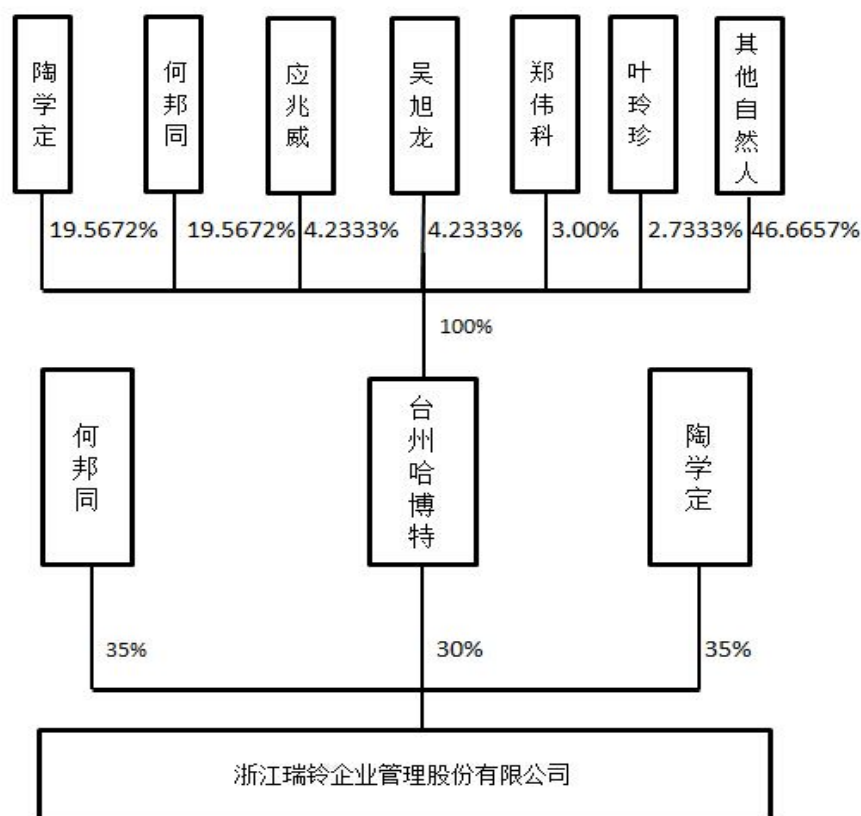 陶学定
何邦同
应兆威
吴旭龙
郑伟科
叶玲珍
其他自然人
19.5672%
19.5672%
4.2333%
4.2333%
3.00%
2.7333%
46.6657%
100%
何邦同
台州哈博特
陶学定
35%
30%
35%
浙江瑞铃企业管理股份有限公司